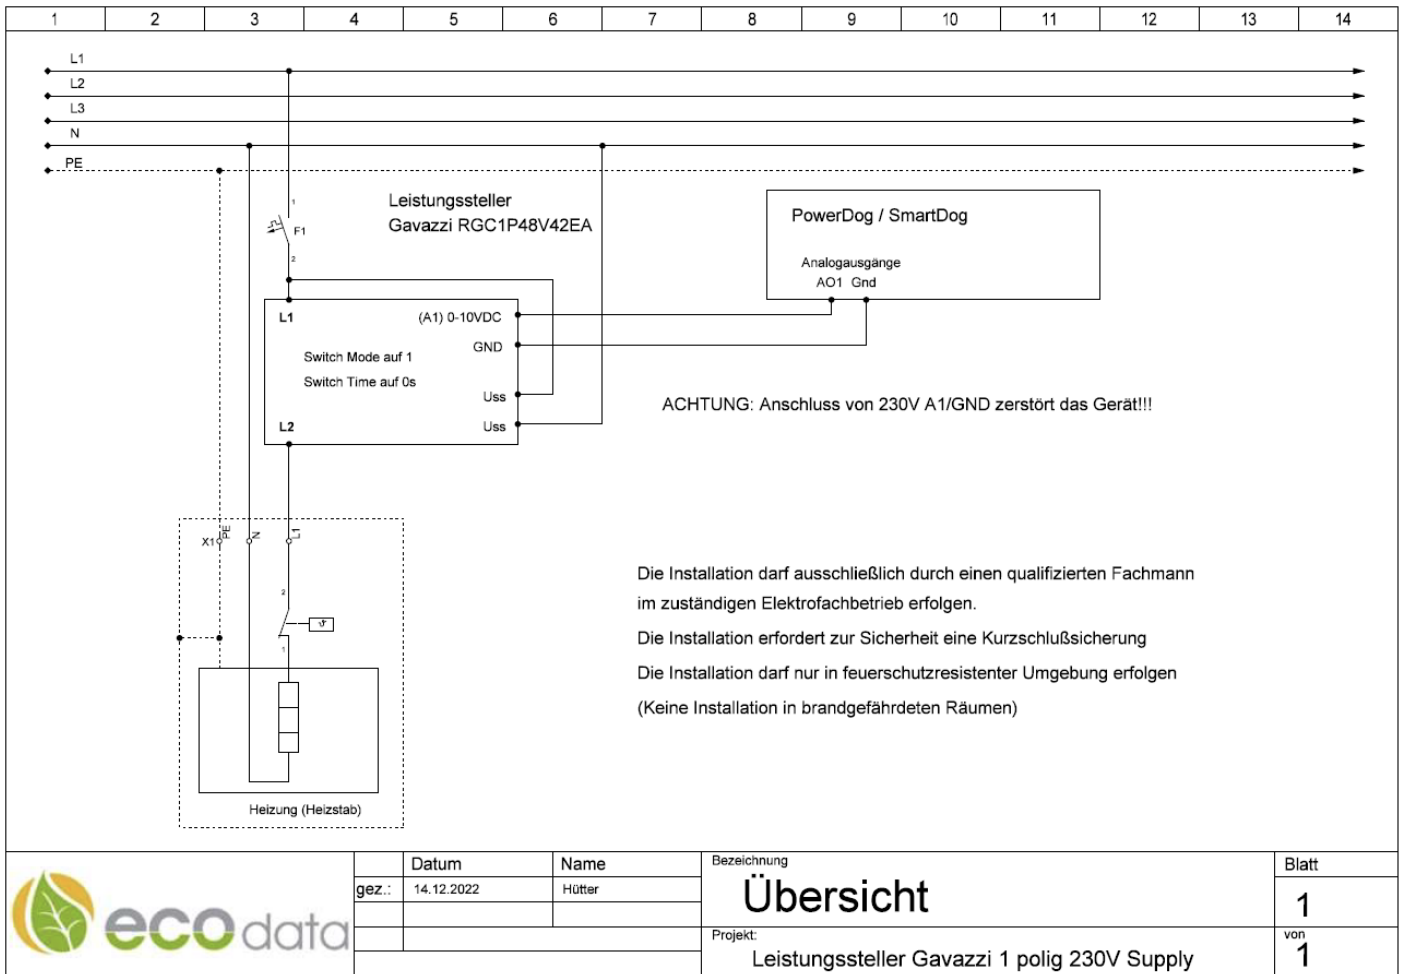 1 2 3 4 5 6 7 8 9 10 11 12 13 14
L1
L2
L3
N
PE
1
F1
2
Leistungssteller
Gavazzi RGC1P48V42EA
PowerDog / SmartDog
Analogausgänge
AO1 Gnd
L1 (A1) 0-10VDC
GND
Switch Mode auf 1
Switch Time auf 0s
Uss
L2 Uss
ACHTUNG: Anschluss von 230V A1/GND zerstört das Gerät!!!
X1 PE N L1
2
1
Heizung (Heizstab)
Die Installation darf ausschließlich durch einen qualifizierten Fachmann
im zuständigen Elektrofachbetrieb erfolgen.
Die Installation erfordert zur Sicherheit eine Kurzschlußsicherung
Die Installation darf nur in feuerschutzresistenter Umgebung erfolgen
(Keine Installation in brandgefährdeten Räumen)
ecodata
Datum Name
gez.: 14.12.2022 Hütter
Bezeichnung
Übersicht
Projekt:
Leistungssteller Gavazzi 1 polig 230V Supply
Blatt
1
von
1